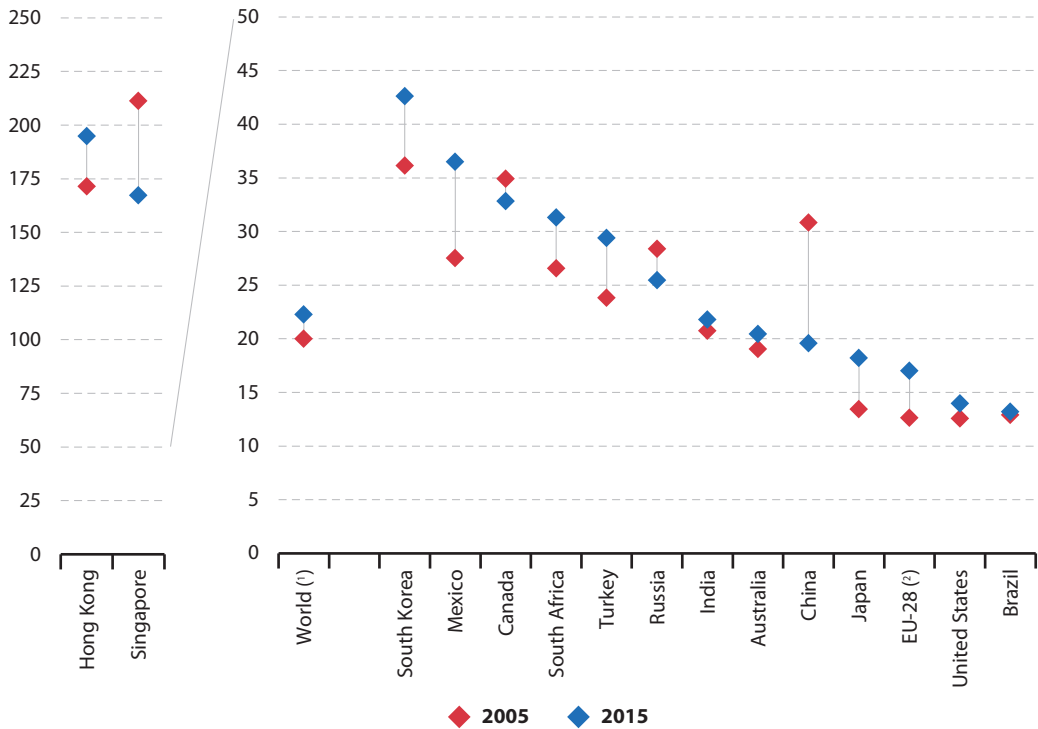 250
225
200
175
150
125
100
75
50
25
0
Hong Kong
Singapore
50
45
40
35
30
25
20
15
10
5
0
World (¹)
South Korea
Mexico
Canada
South Africa
Turkey
Russia
India
Australia
China
Japan
EU-28 (²)
United States
Brazil
2005
2015